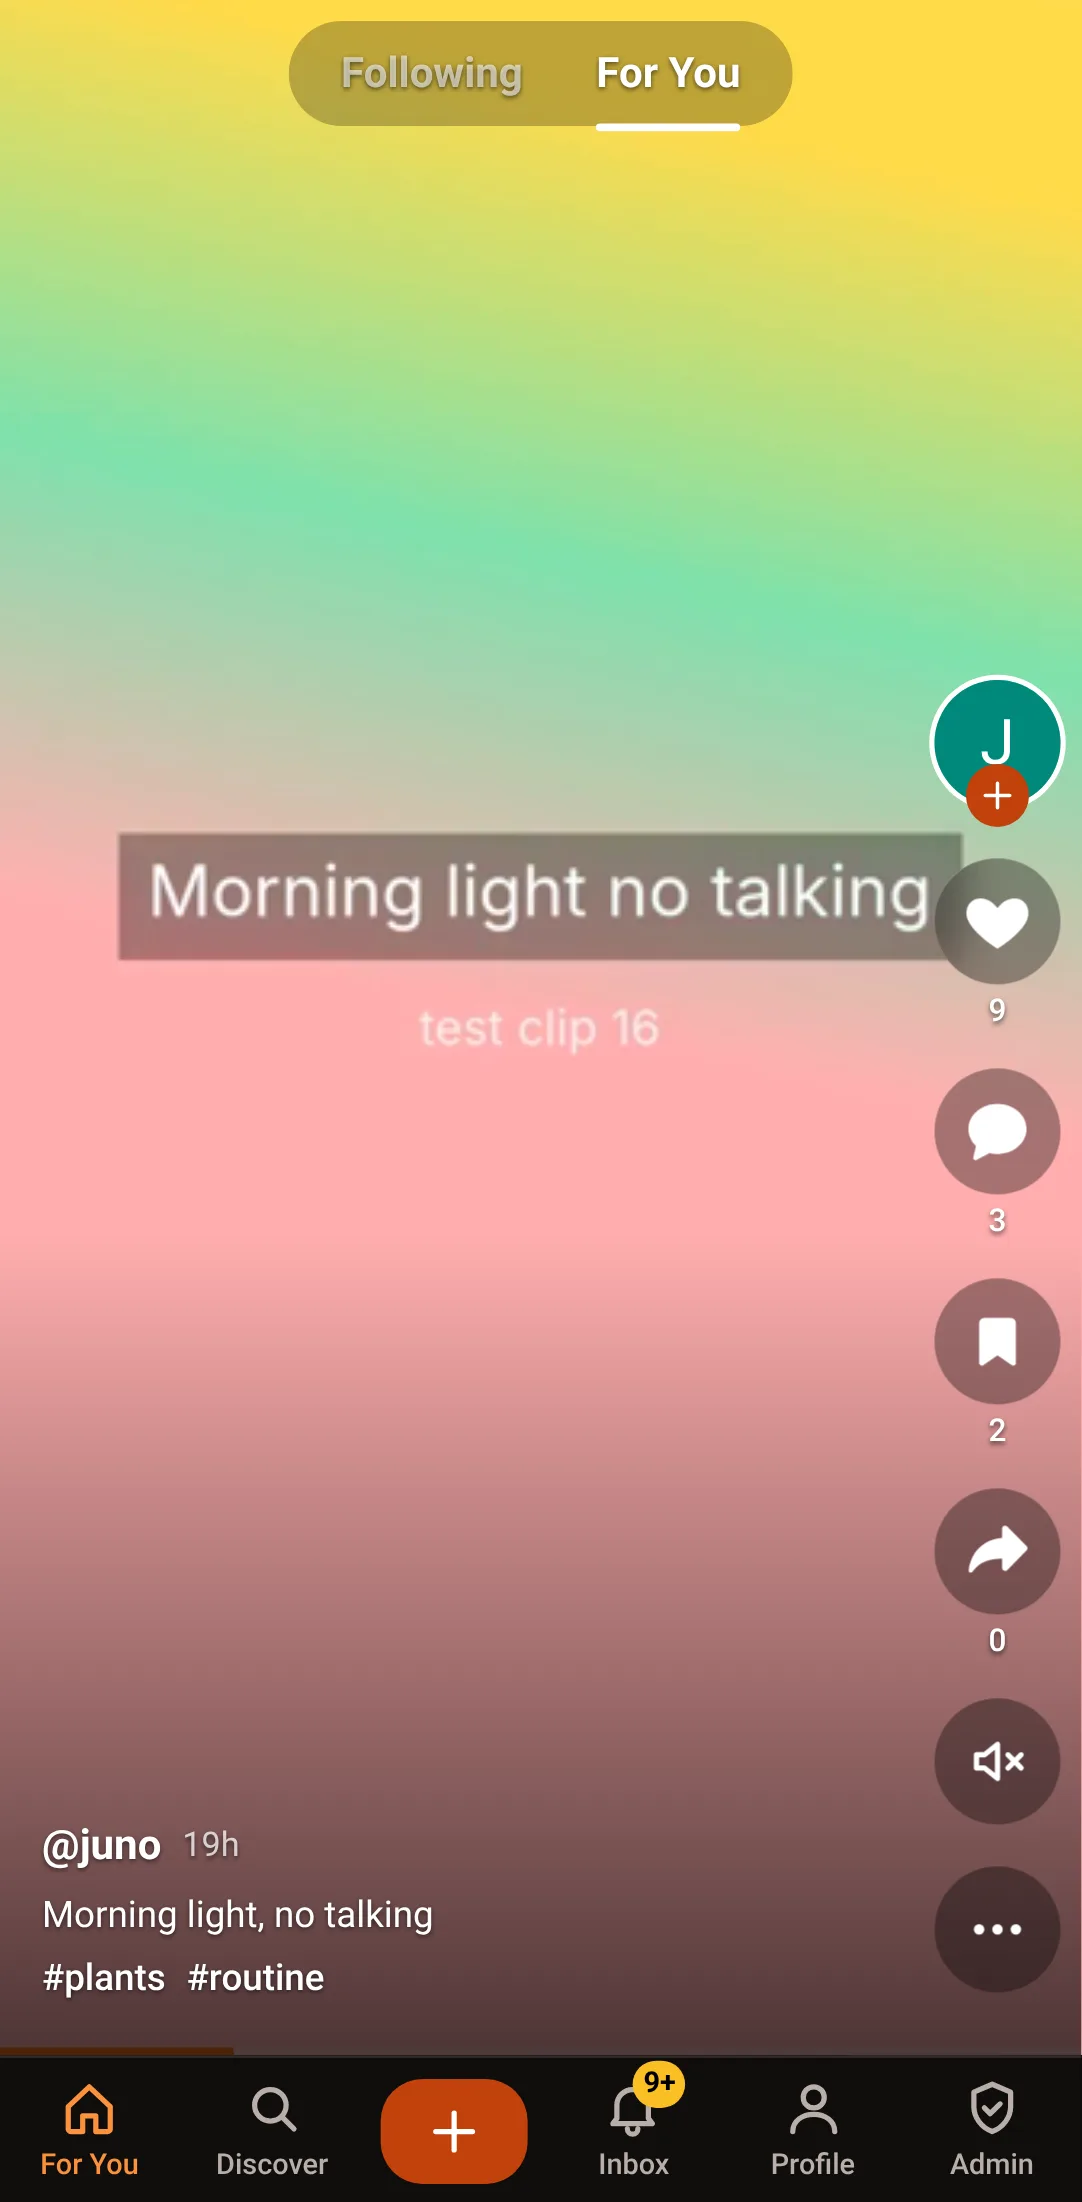 Following For You
J
Morning light no talking
9
test clip 16
3
2
0
@juno 19h
Morning light, no talking
#plants #routine
9+
For You Discover Inbox Profile Admin